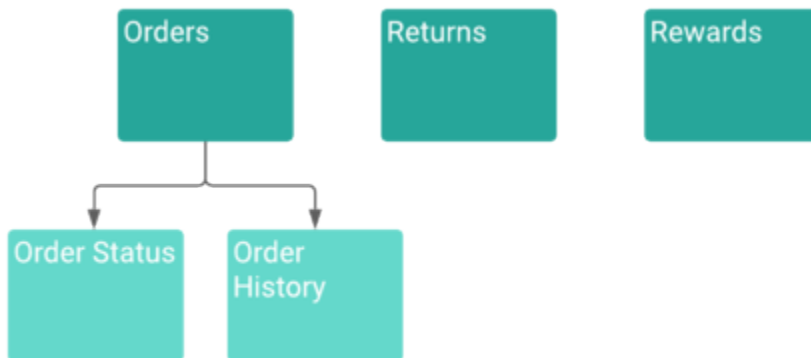 Orders
Returns
Rewards
Order Status
Order
History